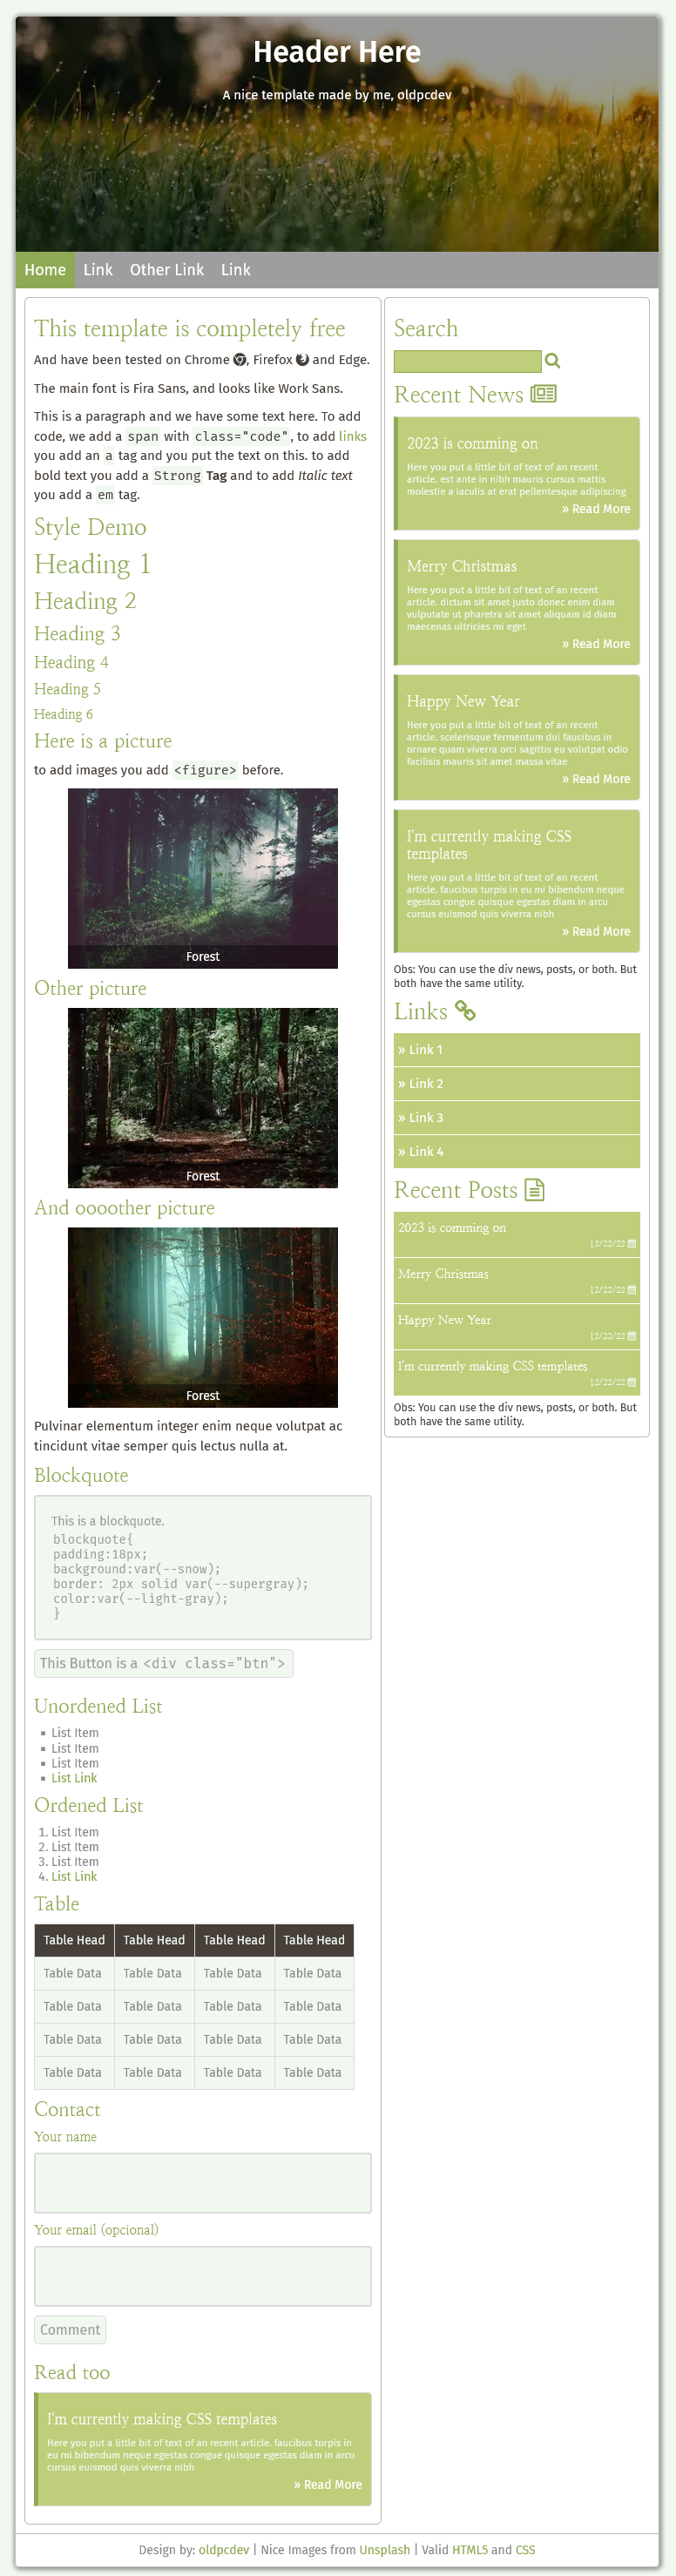 Header Here
A nice template made by me, oldpcdev
Home Link Other Link Link
This template is completely free
And have been tested on Chrome , Firefox and Edge.
The main font is Fira Sans, and looks like Work Sans.
This is a paragraph and we have some text here. To add
code, we add a span with class="code", to add links
you add an a tag and you put the text on this. to add
bold text you add a Strong Tag and to add Italic text
you add a em tag.
Style Demo
Heading 1
Heading 2
Heading 3
Heading 4
Heading 5
Heading 6
Here is a picture
to add images you add <figure> before.
Forest
Other picture
Forest
And oooother picture
Forest
Pulvinar elementum integer enim neque volutpat ac
tincidunt vitae semper quis lectus nulla at.
Blockquote
This is a blockquote.
blockquote{
padding:18px;
background:var(--snow);
border: 2px solid var(--supergray);
color:var(--light-gray);
}
This Button is a <div class="btn">
Unordened List
List Item
List Item
List Item
List Link
Ordened List
1. List Item
2. List Item
3. List Item
4. List Link
Table
Table Head Table Head Table Head Table Head
Table Data Table Data Table Data Table Data
Table Data Table Data Table Data Table Data
Table Data Table Data Table Data Table Data
Table Data Table Data Table Data Table Data
Contact
Your name
Your email (opcional)
Comment
Read too
I'm currently making CSS templates
Here you put a little bit of text of an recent article. faucibus turpis in
eu mi bibendum neque egestas congue quisque egestas diam in arcu
cursus euismod quis viverra nibh
» Read More
Search
Recent News
2023 is comming on
Here you put a little bit of text of an recent
article. est ante in nibh mauris cursus mattis
molestie a iaculis at erat pellentesque adipiscing
» Read More
Merry Christmas
Here you put a little bit of text of an recent
article. dictum sit amet justo donec enim diam
vulputate ut pharetra sit amet aliquam id diam
maecenas ultricies mi eget
» Read More
Happy New Year
Here you put a little bit of text of an recent
article. scelerisque fermentum dui faucibus in
ornare quam viverra orci sagittis eu volutpat odio
facilisis mauris sit amet massa vitae
» Read More
I'm currently making CSS
templates
Here you put a little bit of text of an recent
article. faucibus turpis in eu mi bibendum neque
egestas congue quisque egestas diam in arcu
cursus euismod quis viverra nibh
» Read More
Obs: You can use the div news, posts, or both. But
both have the same utility.
Links
» Link 1
» Link 2
» Link 3
» Link 4
Recent Posts
2023 is comming on
12/22/22
Merry Christmas
12/22/22
Happy New Year
12/22/22
I'm currently making CSS templates
12/22/22
Obs: You can use the div news, posts, or both. But
both have the same utility.
Design by: oldpcdev | Nice Images from Unsplash | Valid HTML5 and CSS